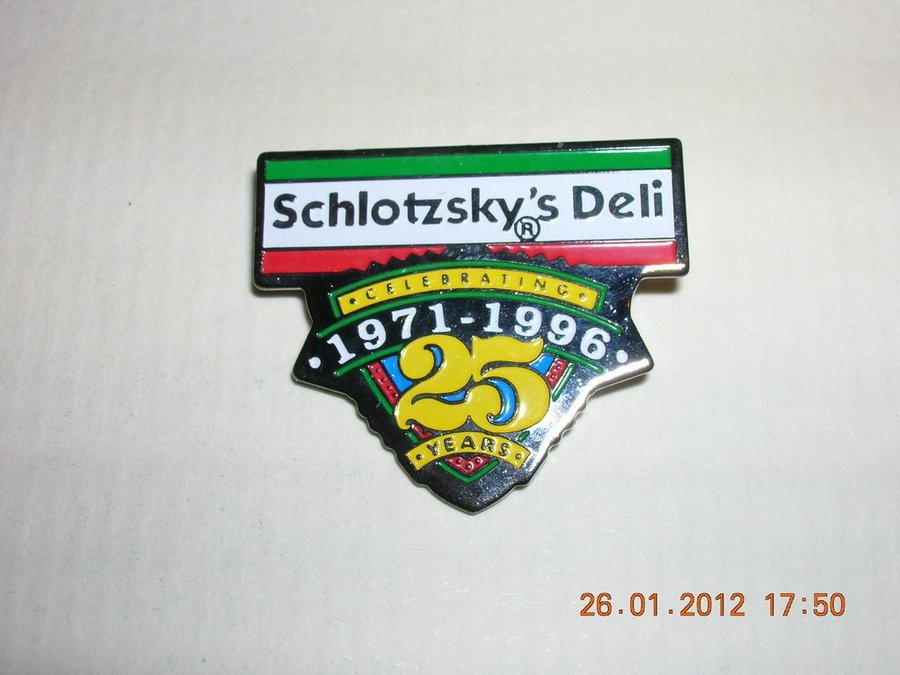 Schlotzsky's Deli
®
• CELEBRATING •
• 1971-1996 •
25
• YEARS •
26.01.2012 17:50